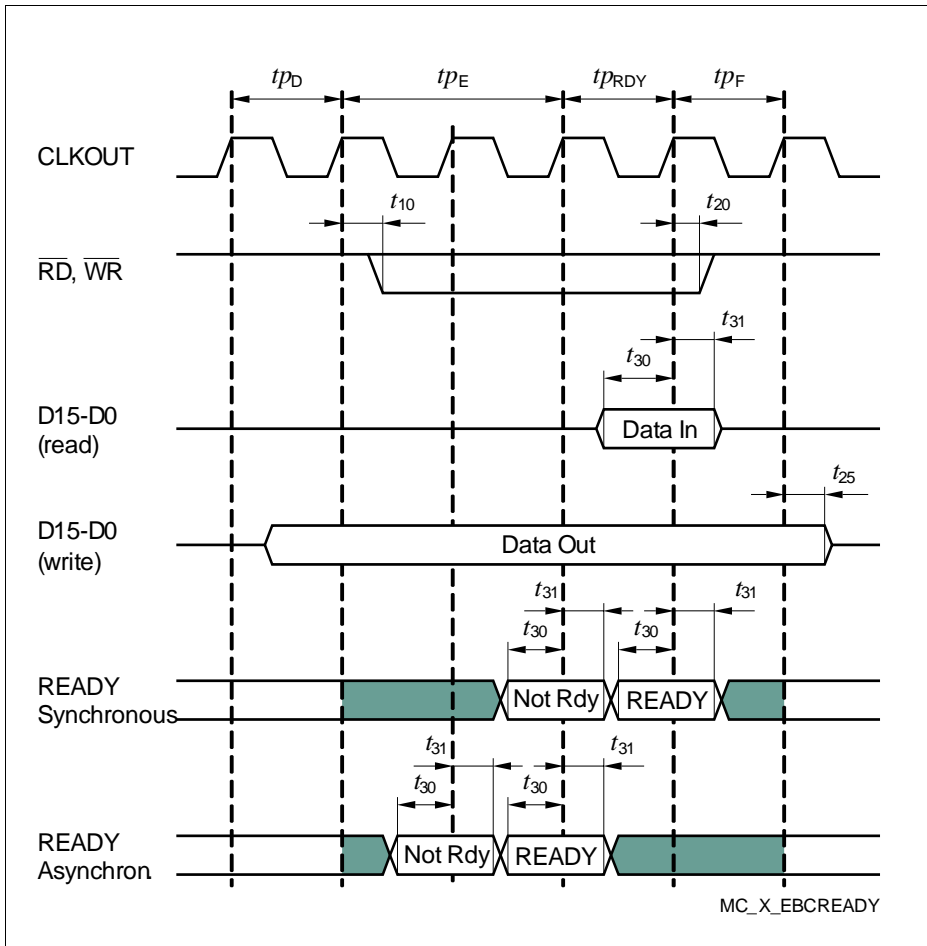 tpD tpE tpRDY tpF
CLKOUT
t10 t20
RD, WR
t31
t30
D15-D0
(read)
Data In
t25
D15-D0
(write)
Data Out
t31 t31
t30 t30
READY
Synchronous
Not Rdy READY
t31 t31
t30 t30
READY
Asynchron.
Not Rdy READY
MC_X_EBCREADY